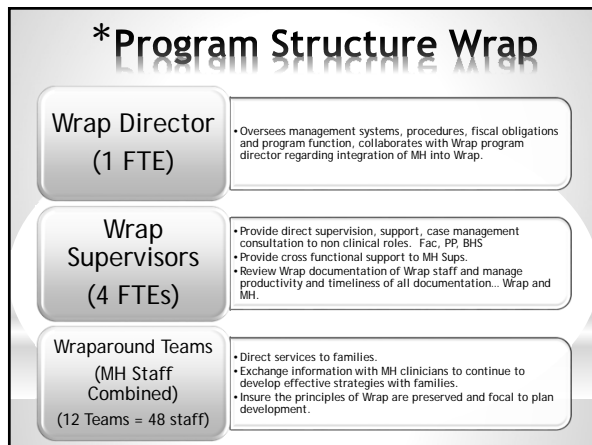 *Program Structure Wrap
Wrap Director
(1 FTE)
• Oversees management systems, procedures, fiscal obligations
and program function, collaborates with Wrap program
director regarding integration of MH into Wrap.
Wrap
Supervisors
(4 FTEs)
• Provide direct supervision, support, case management
consultation to non clinical roles. Fac, PP, BHS
• Provide cross functional support to MH Sups.
• Review Wrap documentation of Wrap staff and manage
productivity and timeliness of all documentation... Wrap and
MH.
Wraparound Teams
(MH Staff
Combined)
(12 Teams = 48 staff)
• Direct services to families.
• Exchange information with MH clinicians to continue to
develop effective strategies with families.
• Insure the principles of Wrap are preserved and focal to plan
development.